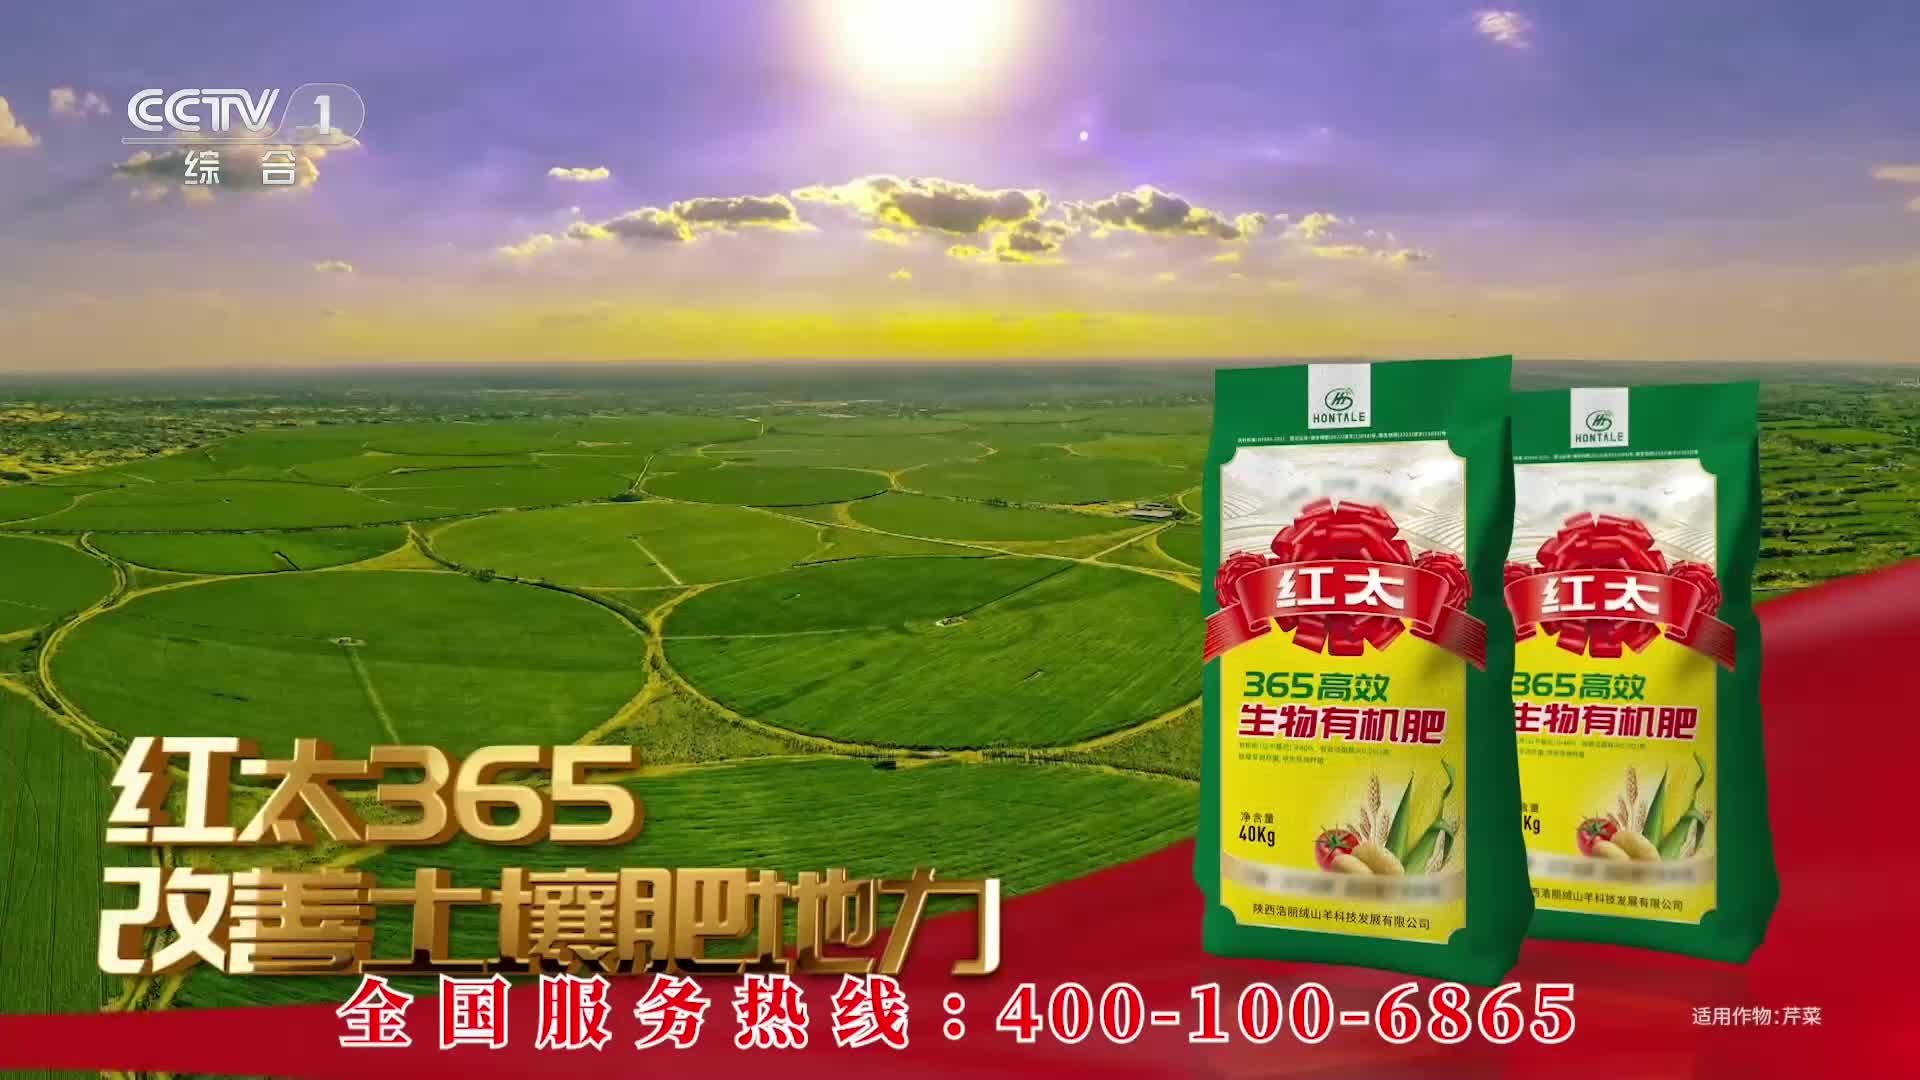 CCTV 1
综合
HONTALE
红太
365高效
生物有机肥
净含量
40Kg
陕西浩丽绒山羊科技发展有限公司
HONTALE
红太
365高效
生物有机肥
含量
Kg
西浩丽绒山羊科技发展有限公司
红太365
改善土壤肥地力
全国服务热线：400-100-6865
适用作物：芹菜